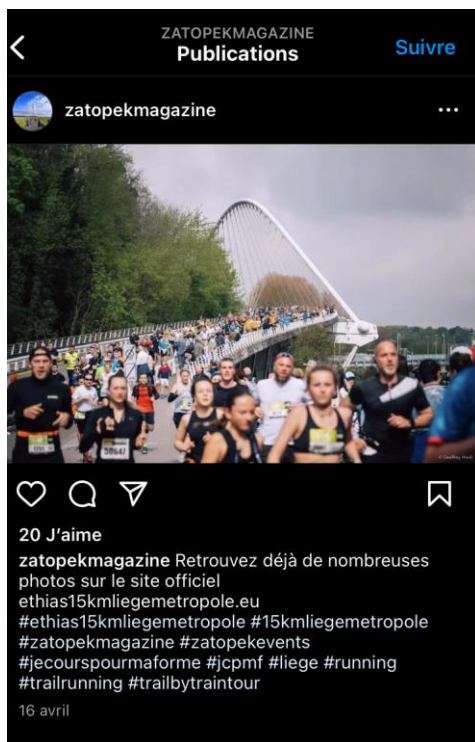 ZATOPEKMAGAZINE
Publications
Suivre
zatopekmagazine
20 J'aime
zatopekmagazine Retrouvez déjà de nombreuses
photos sur le site officiel
ethias15kmliegemetropole.eu
#ethias15kmliegemetropole #15kmliegemetropole
#zatopekmagazine #zatopekevents
#jecourspourmaforme #jcpmf #liege #running
#trailrunning #trailbytraintour
16 avril